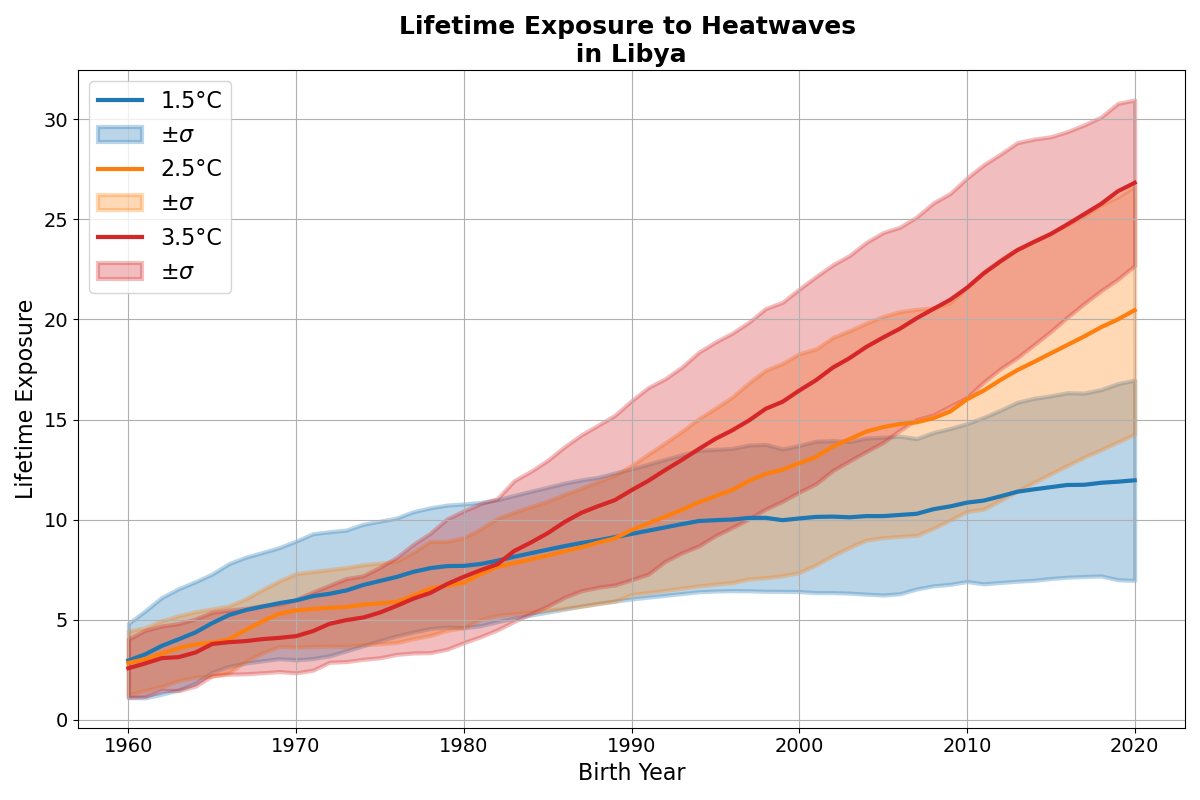 Lifetime Exposure to Heatwaves
in Libya
Lifetime Exposure
30
25
20
15
10
5
0
1.5°C
±σ
2.5°C
±σ
3.5°C
±σ
1960 1970 1980 1990 2000 2010 2020
Birth Year